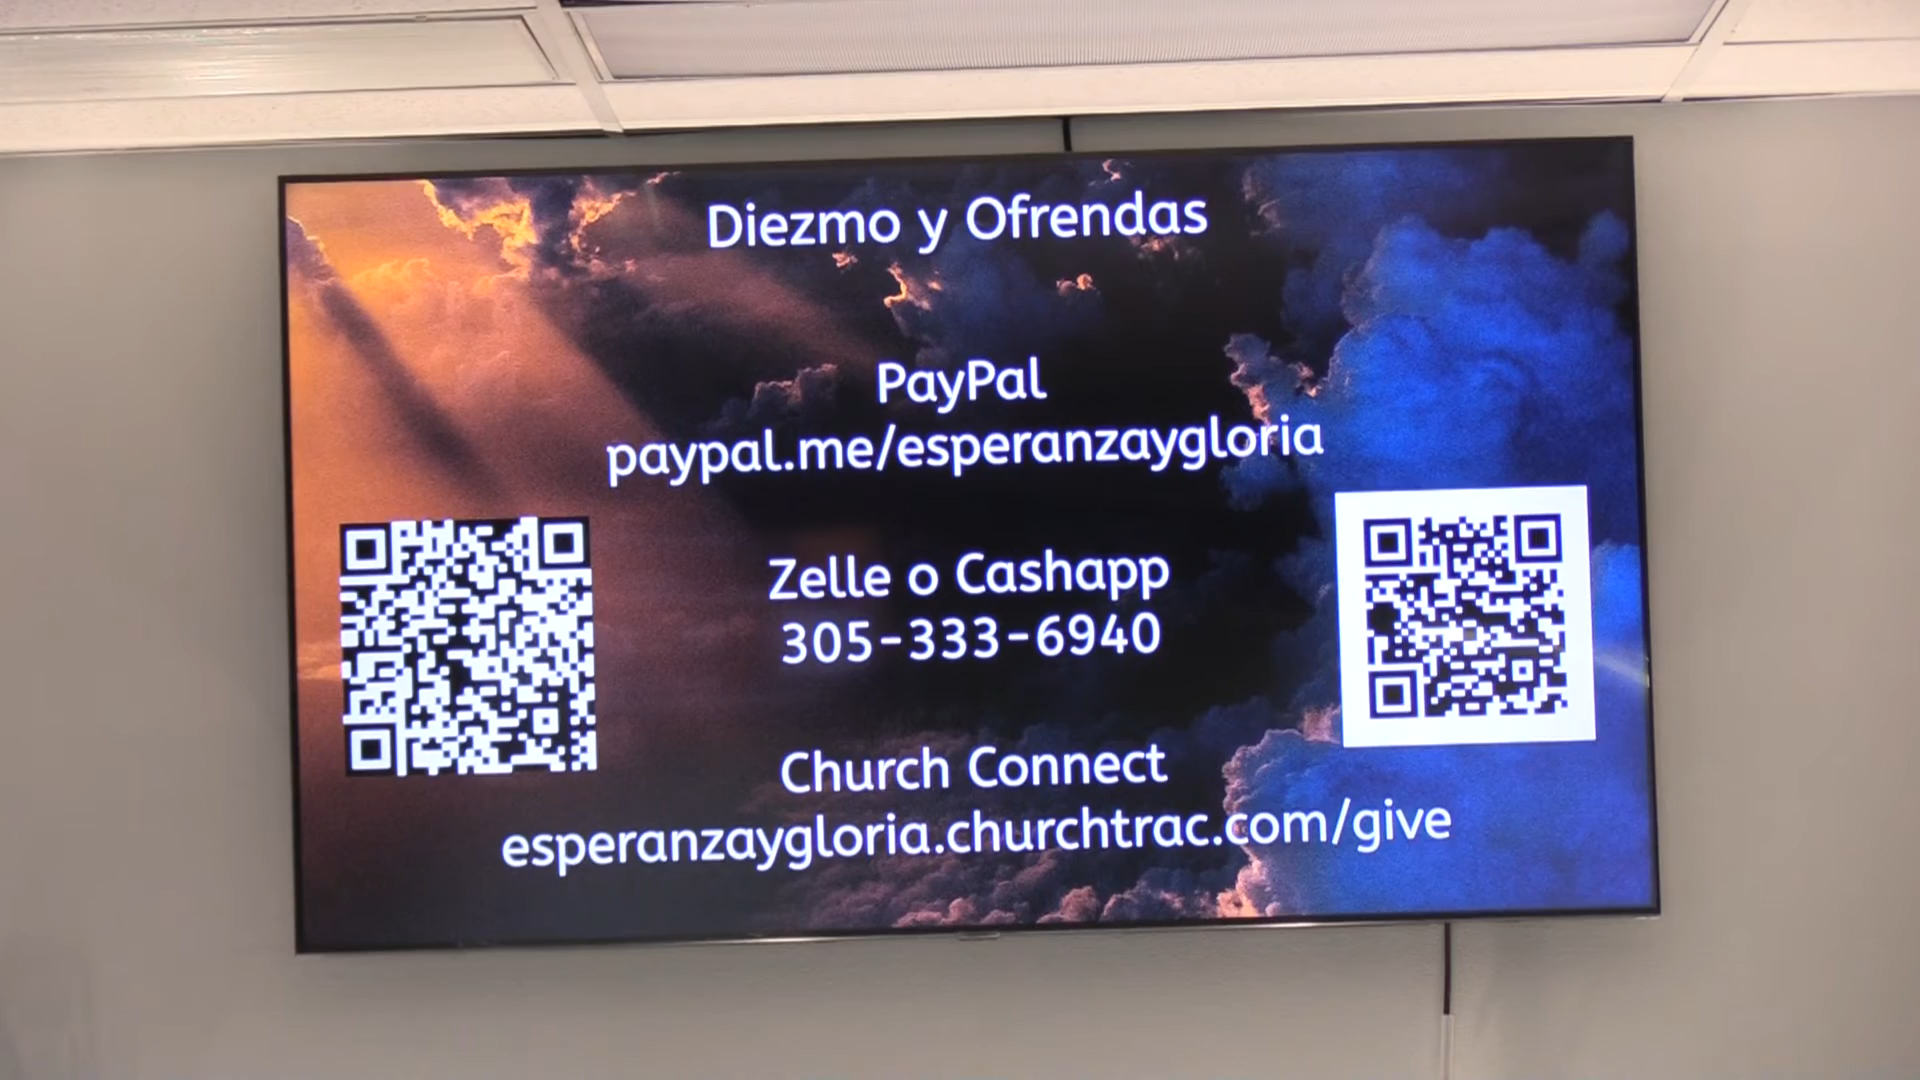 Diezmo y Ofrendas
PayPal
paypal.me/esperanzaygloria
Zelle o Cashapp
305-333-6940
Church Connect
esperanzaygloria.churchtrac.com/give